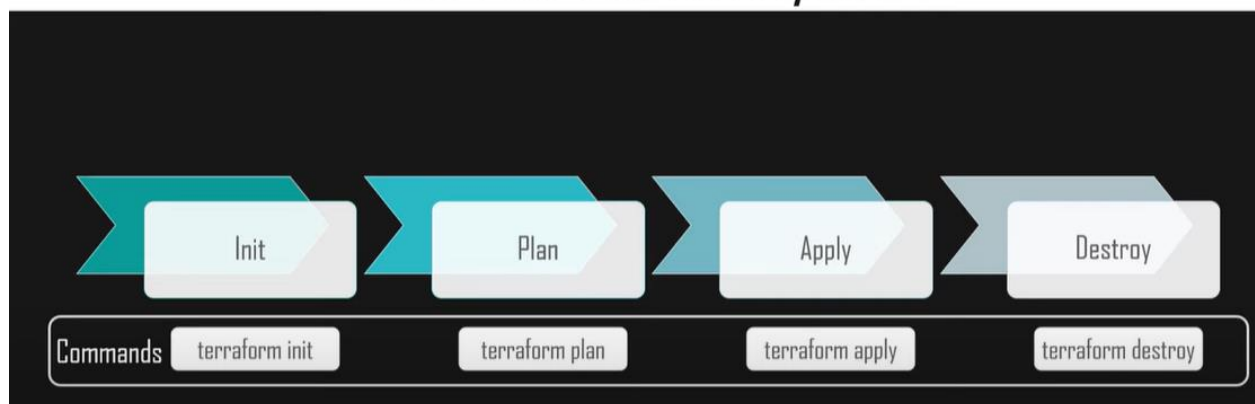 Init
Plan
Apply
Destroy
Commands terraform init terraform plan terraform apply terraform destroy